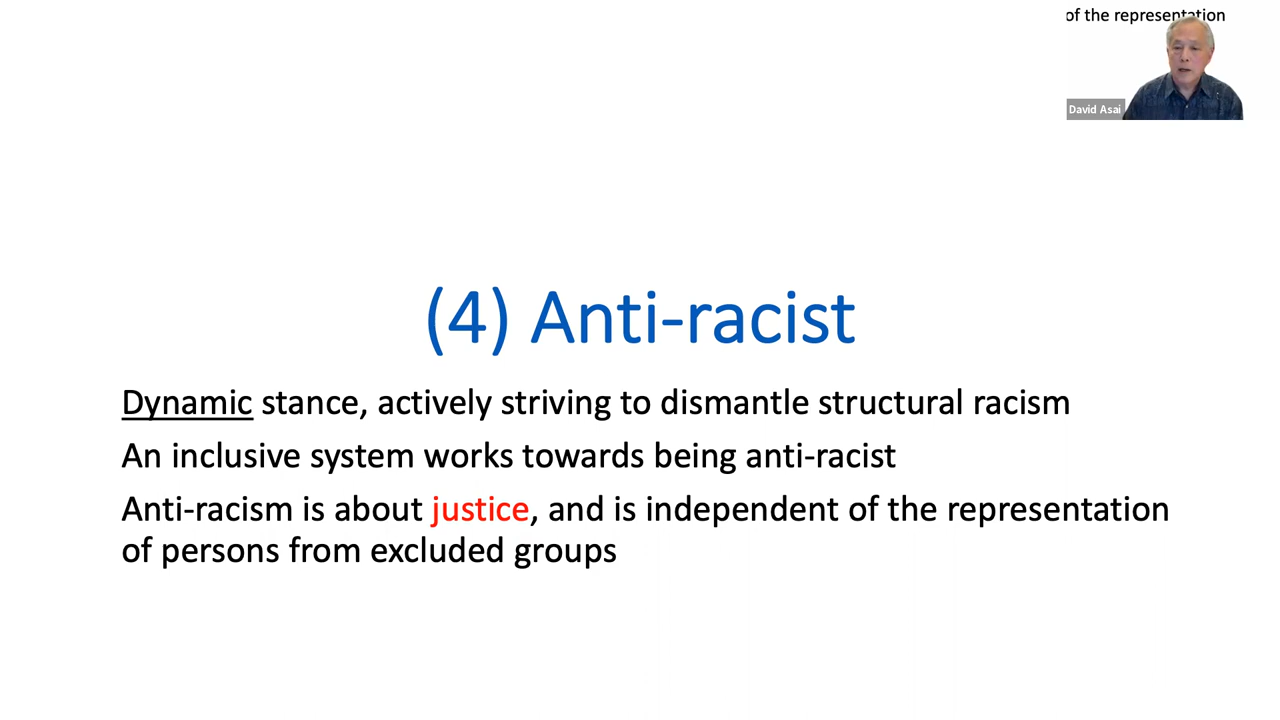 of the representation
David Asai
(4) Anti-racist
Dynamic stance, actively striving to dismantle structural racism
An inclusive system works towards being anti-racist
Anti-racism is about justice, and is independent of the representation
of persons from excluded groups